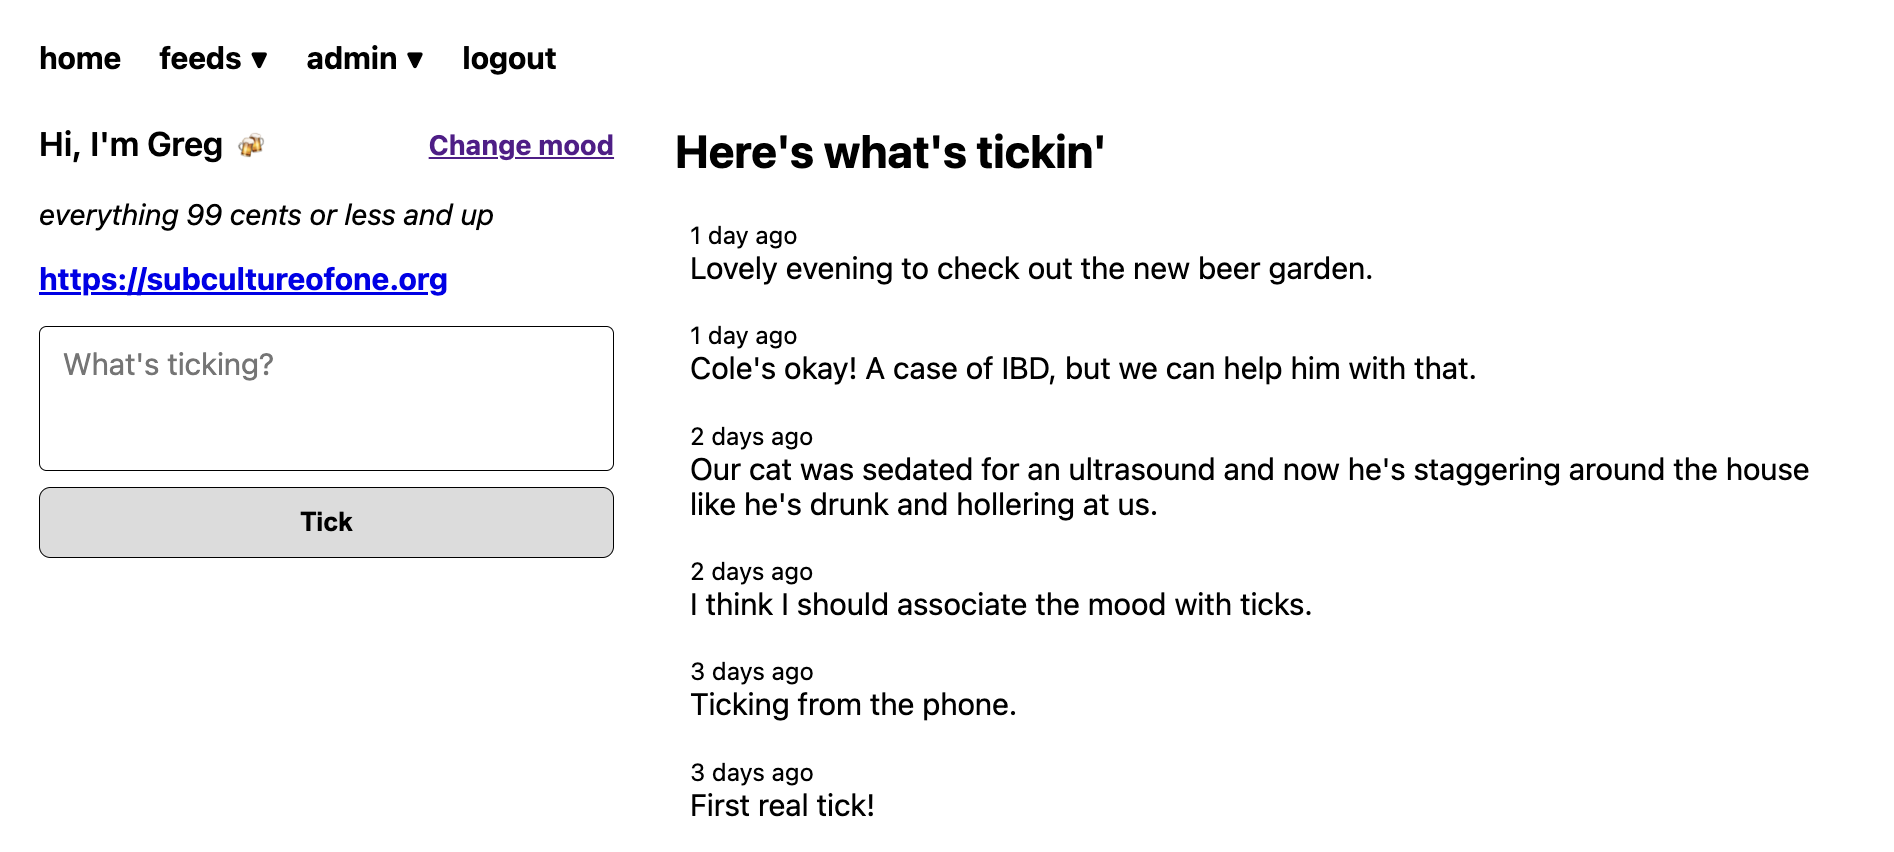 home feeds ▾ admin ▾ logout
Hi, I'm Greg 🍻
Change mood
everything 99 cents or less and up
https://subcultureofone.org
What's ticking?
Tick
Here's what's tickin'
1 day ago
Lovely evening to check out the new beer garden.
1 day ago
Cole's okay! A case of IBD, but we can help him with that.
2 days ago
Our cat was sedated for an ultrasound and now he's staggering around the house
like he's drunk and hollering at us.
2 days ago
I think I should associate the mood with ticks.
3 days ago
Ticking from the phone.
3 days ago
First real tick!